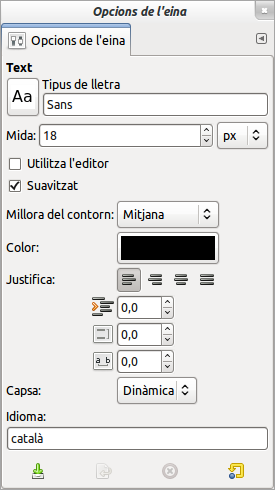 Opcions de l'eina
Opcions de l'eina
Text
Aa
Tipus de lletra
Sans
Mida: 18 px
Utilitza l'editor
Suavitzat
Millora del contorn: Mitjana
Color:
Justifica:
0,0
0,0
a b 0,0
Capsa: Dinàmica
Idioma:
català